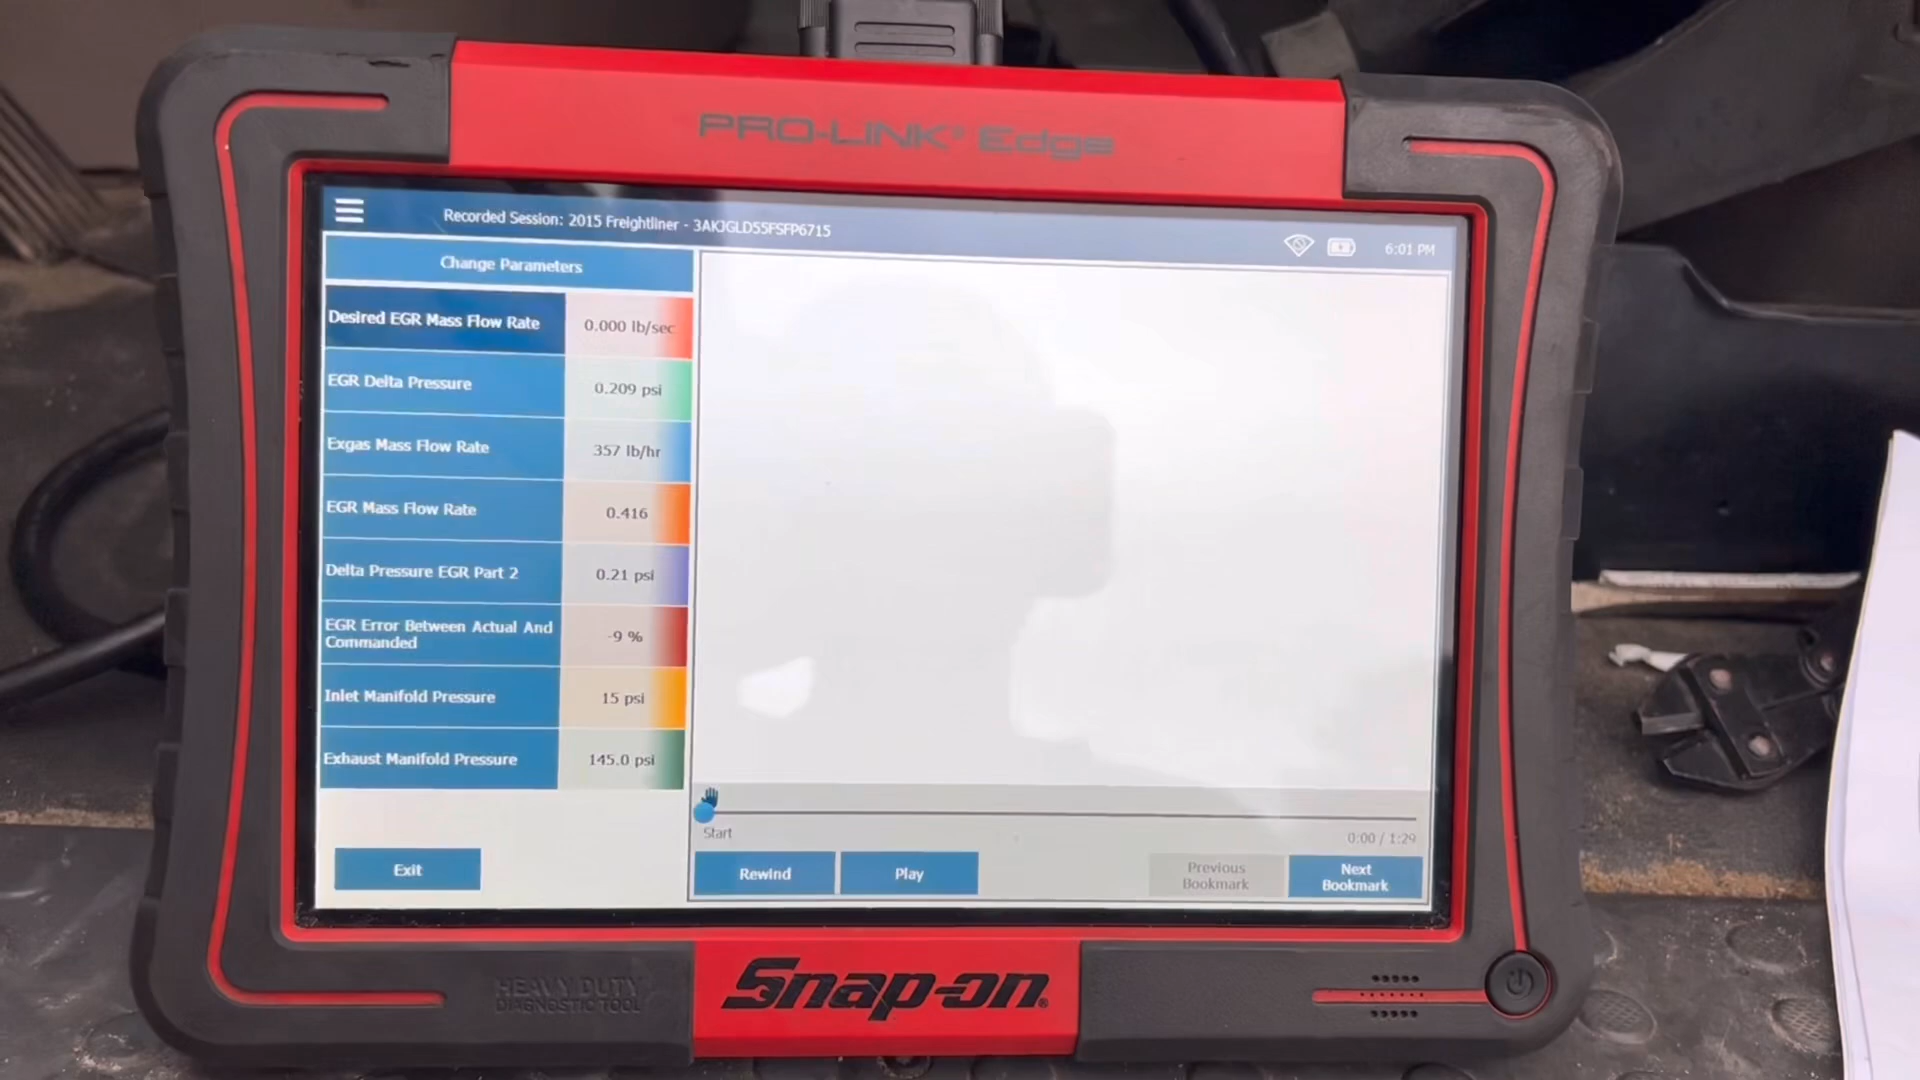 PRO-LINK® Edge
Recorded Session: 2015 Freightliner - 3AKJGLD55FSFP6715
6:01 PM
Change Parameters
Desired EGR Mass Flow Rate 0.000 lb/sec
EGR Delta Pressure 0.209 psi
Exgas Mass Flow Rate 357 lb/hr
EGR Mass Flow Rate 0.416
Delta Pressure EGR Part 2 0.21 psi
EGR Error Between Actual And
Commanded -9 %
Inlet Manifold Pressure 15 psi
Exhaust Manifold Pressure 145.0 psi
Start 0:00 / 1:29
Exit
Rewind
Play
Previous
Bookmark
Next
Bookmark
HEAVY DUTY
DIAGNOSTIC TOOL
Snap-on®